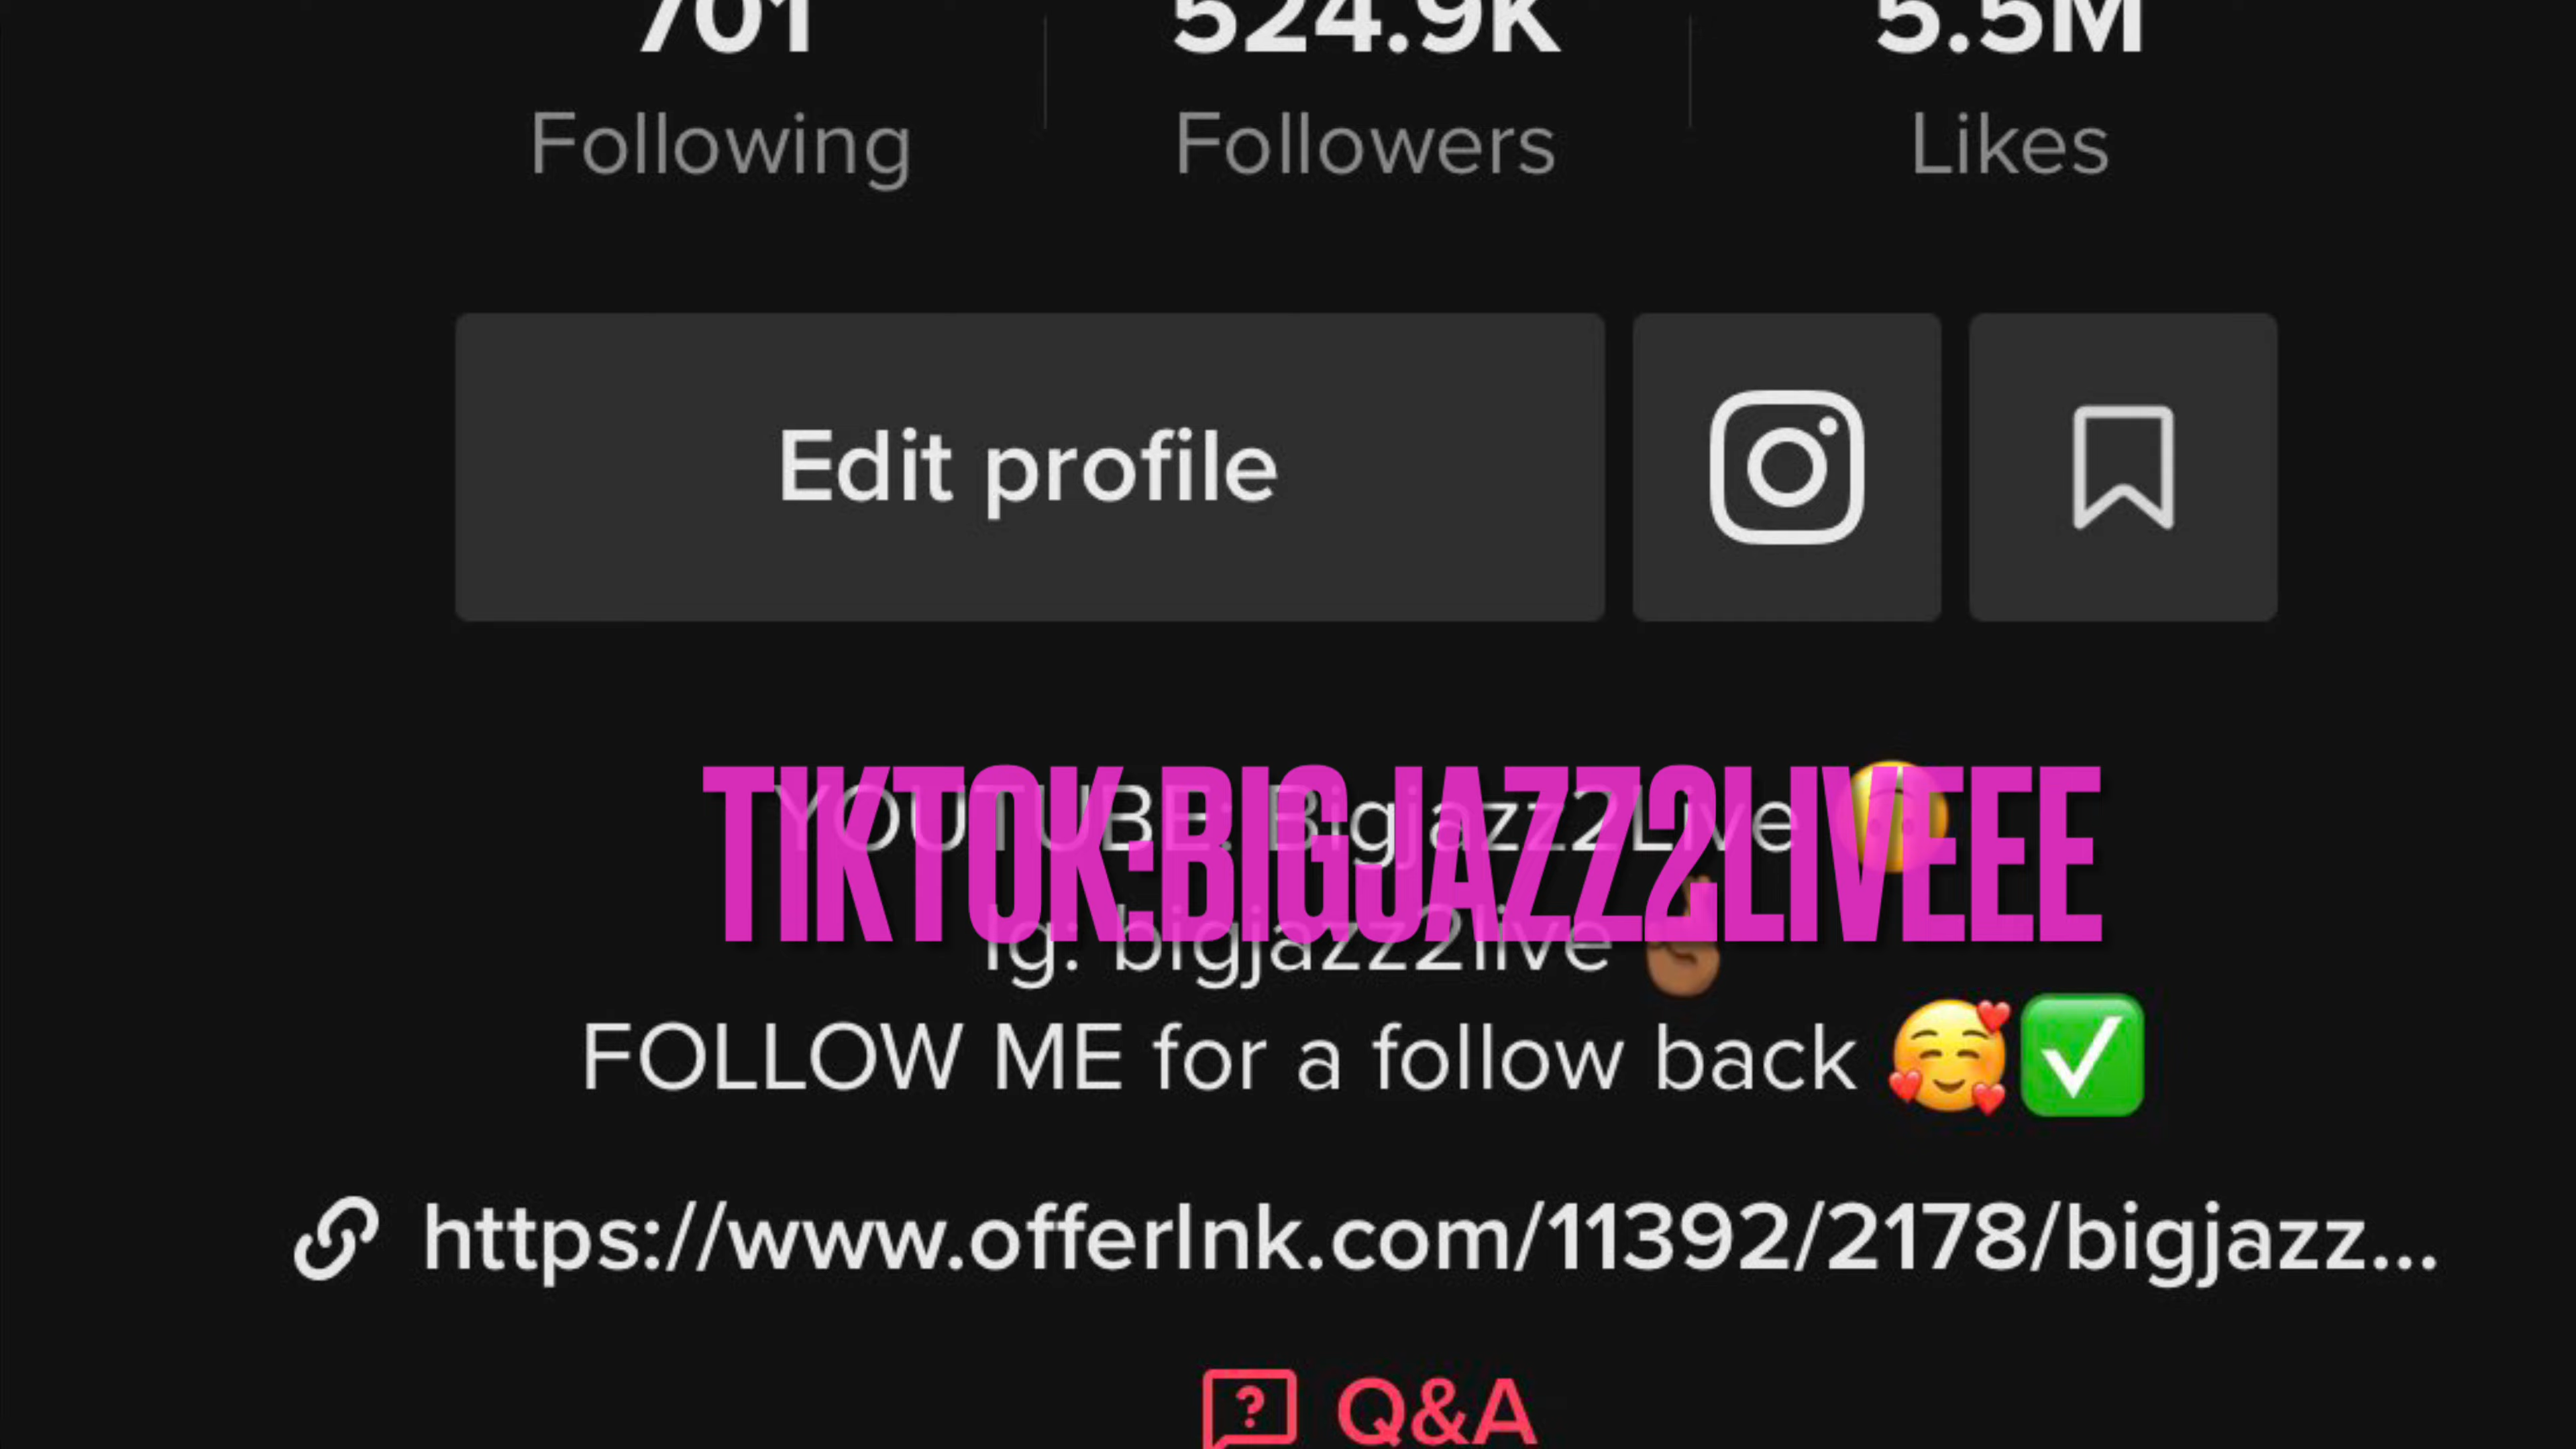 701 524.9K 5.5M
Following Followers Likes
Edit profile
TIKTOK:BIGJAZZ2LIVEEE
YOUTUBE: Bigjazz2Live
Ig: bigjazz2live
FOLLOW ME for a follow back 🥰✅
https://www.offerlnk.com/11392/2178/bigjazz...
Q&A